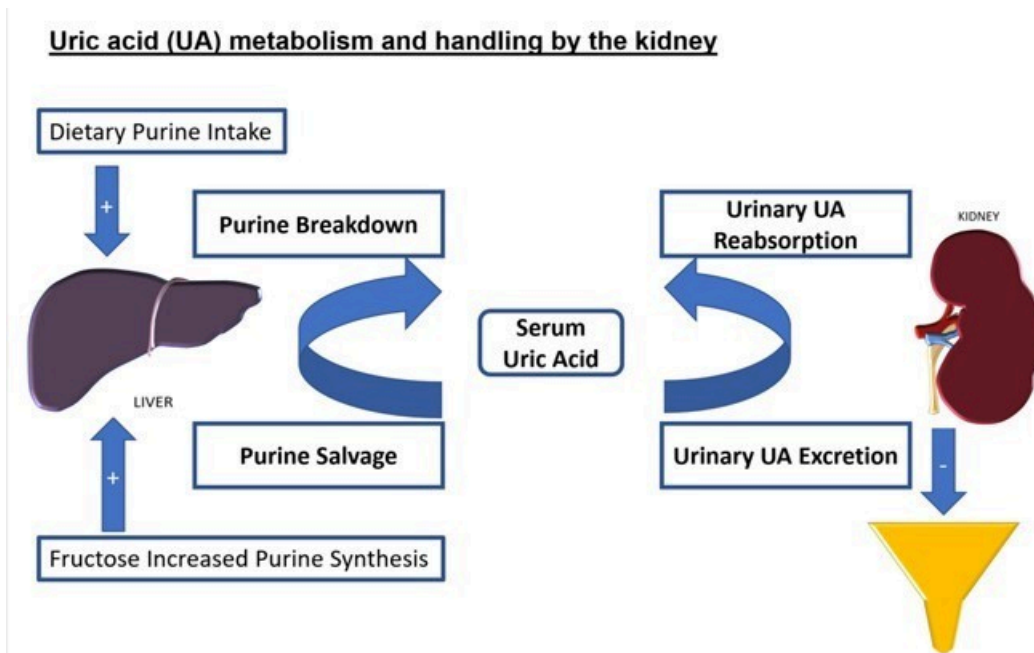 Uric acid (UA) metabolism and handling by the kidney
Dietary Purine Intake
+
Purine Breakdown
Urinary UA
Reabsorption
KIDNEY
Serum
Uric Acid
LIVER
+
Purine Salvage
Urinary UA Excretion
-
Fructose Increased Purine Synthesis